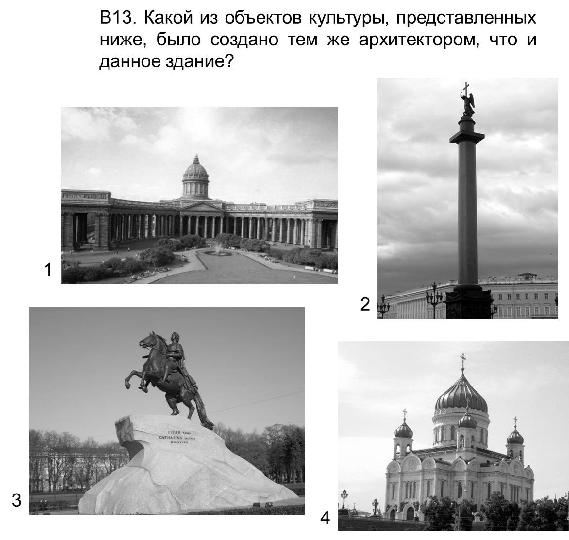 В13. Какой из объектов культуры, представленных
ниже, было создано тем же архитектором, что и
данное здание?
1
2
3
4